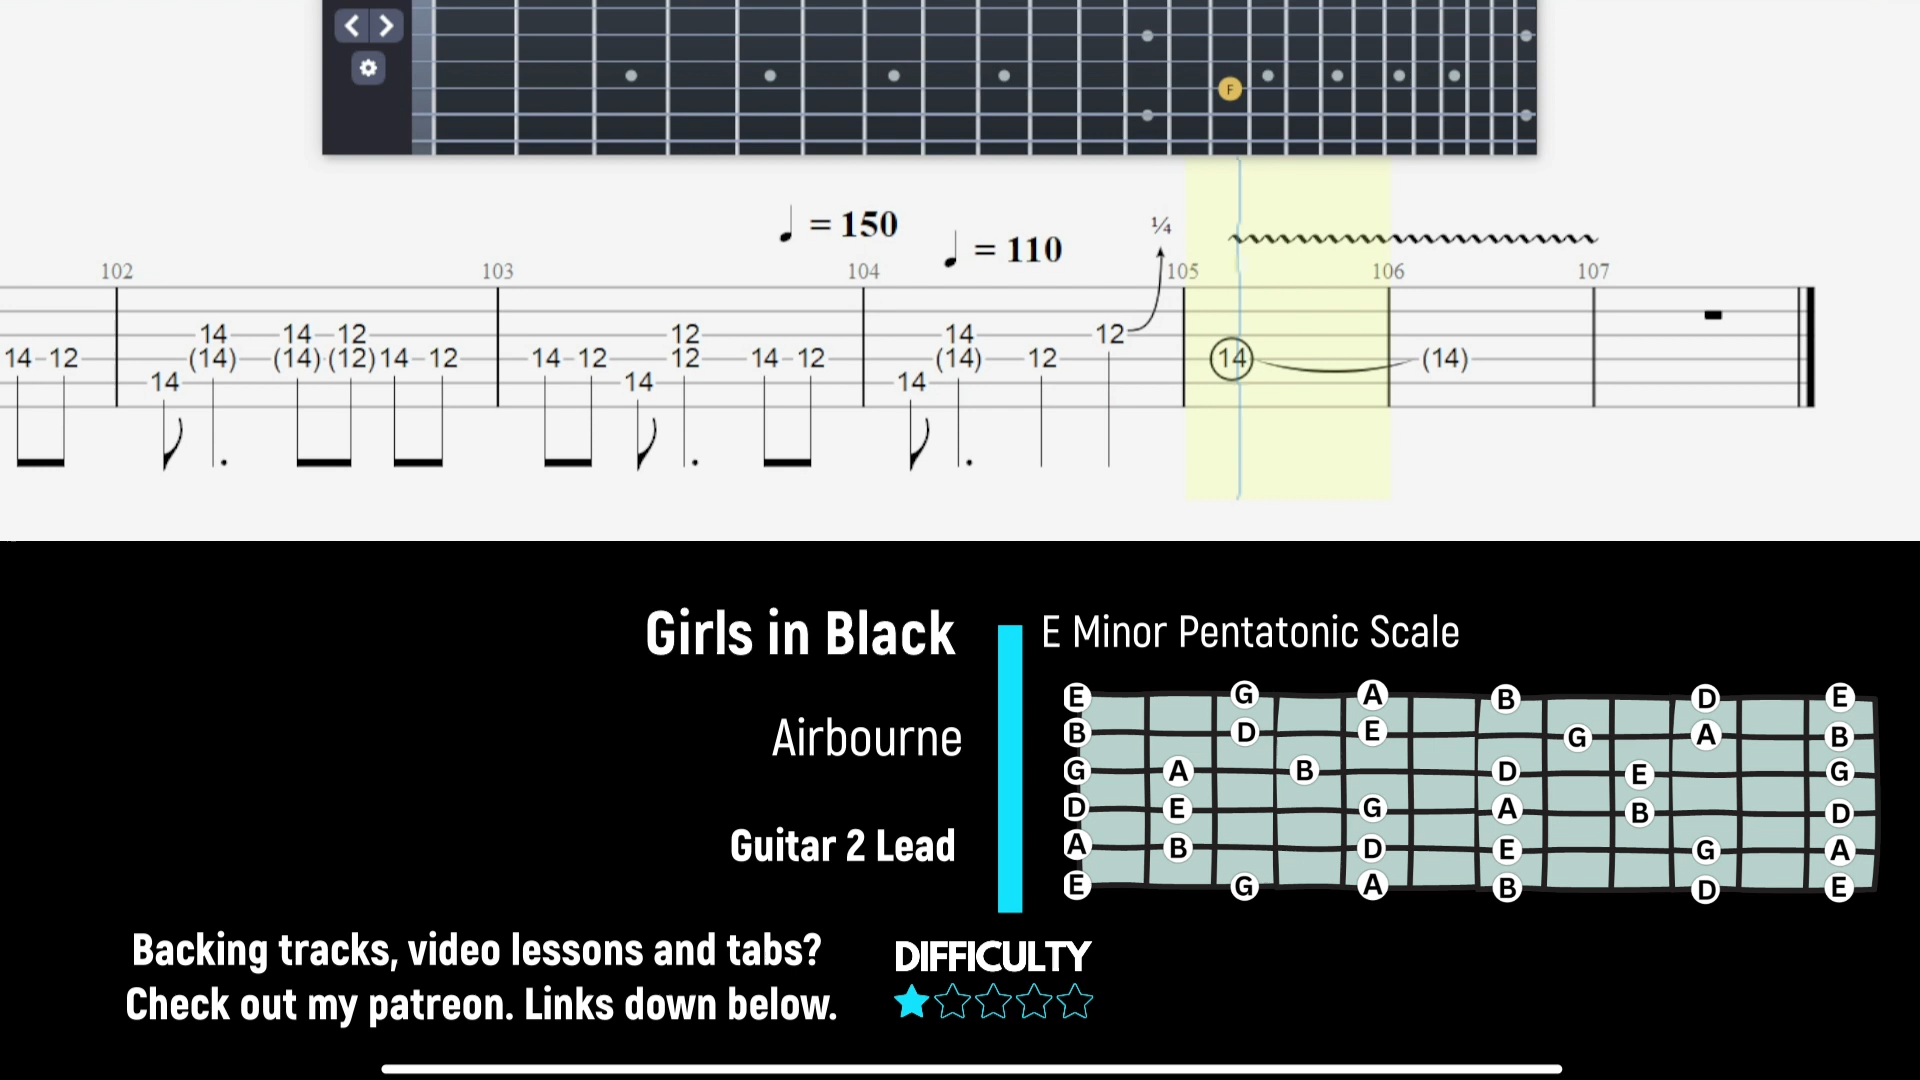 F
= 150
= 110
¼
102 103 104 105 106 107
14 14 12 12 14 12
14 12 (14) (14) (12) 14 12 14 12 12 14 12 (14) 12 14 (14)
14 14 14
Girls in Black
Airbourne
Guitar 2 Lead
E Minor Pentatonic Scale
E G A B D E
B D E G A B
G A B D E G
D E G A B D
A B D E G A
E G A B D E
Backing tracks, video lessons and tabs?
Check out my patreon. Links down below.
DIFFICULTY